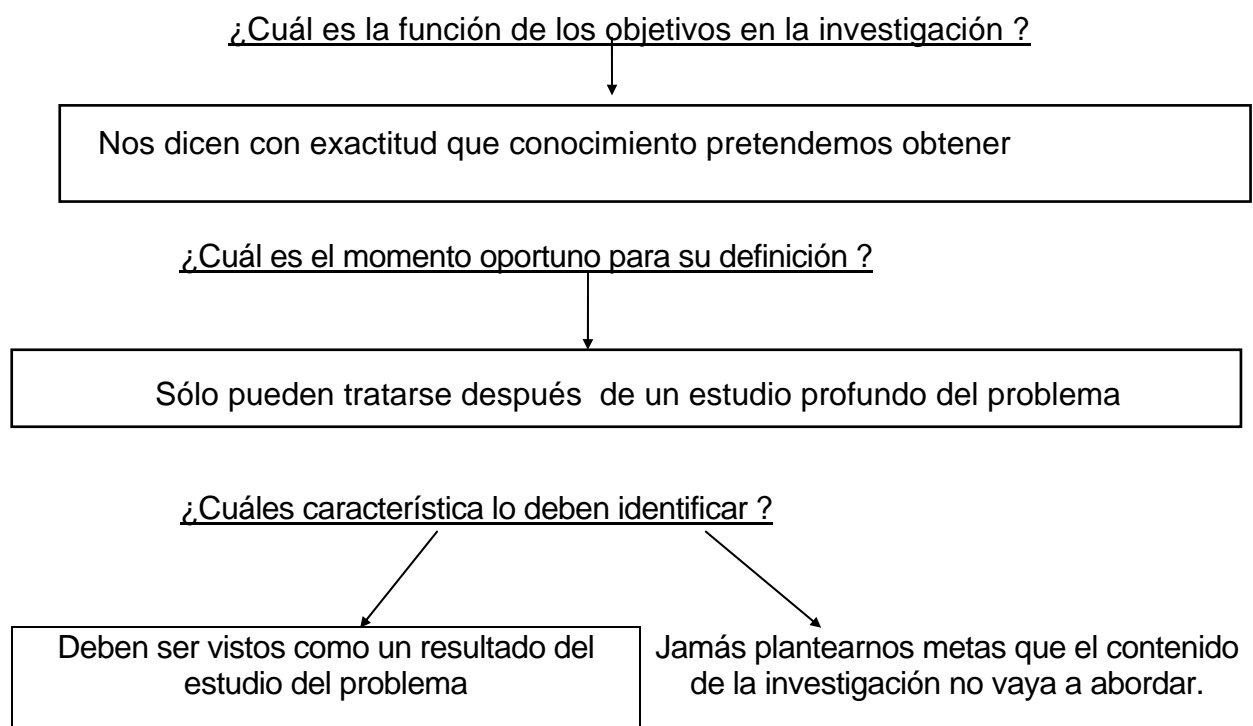 ¿Cuál es la función de los objetivos en la investigación ?
Nos dicen con exactitud que conocimiento pretendemos obtener
¿Cuál es el momento oportuno para su definición ?
Sólo pueden tratarse después de un estudio profundo del problema
¿Cuáles característica lo deben identificar ?
Deben ser vistos como un resultado del
estudio del problema
Jamás plantearnos metas que el contenido
de la investigación no vaya a abordar.